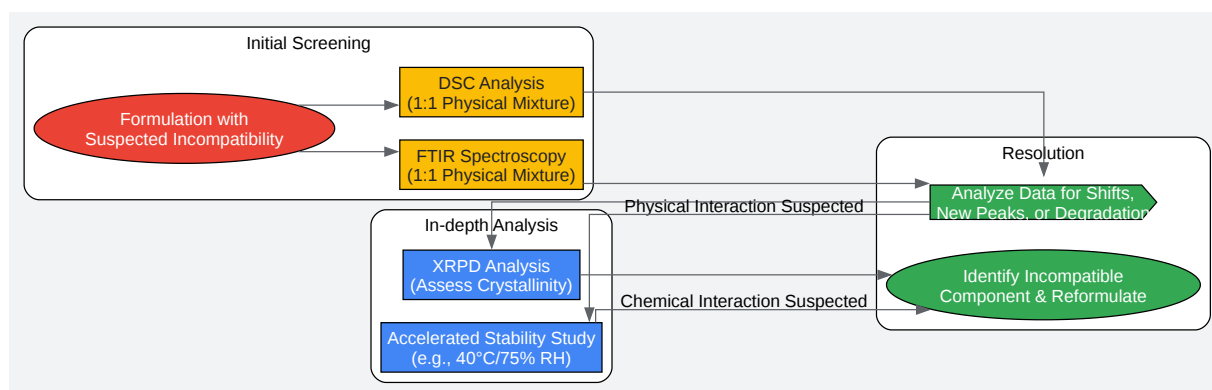 Initial Screening
Formulation with
Suspected Incompatibility
DSC Analysis
(1:1 Physical Mixture)
FTIR Spectroscopy
(1:1 Physical Mixture)
Resolution
Analyze Data for Shifts,
New Peaks, or Degradation
Physical Interaction Suspected
In-depth Analysis
XRPD Analysis
(Assess Crystallinity)
Identify Incompatible
Component & Reformulate
Chemical Interaction Suspected
Accelerated Stability Study
(e.g., 40°C/75% RH)